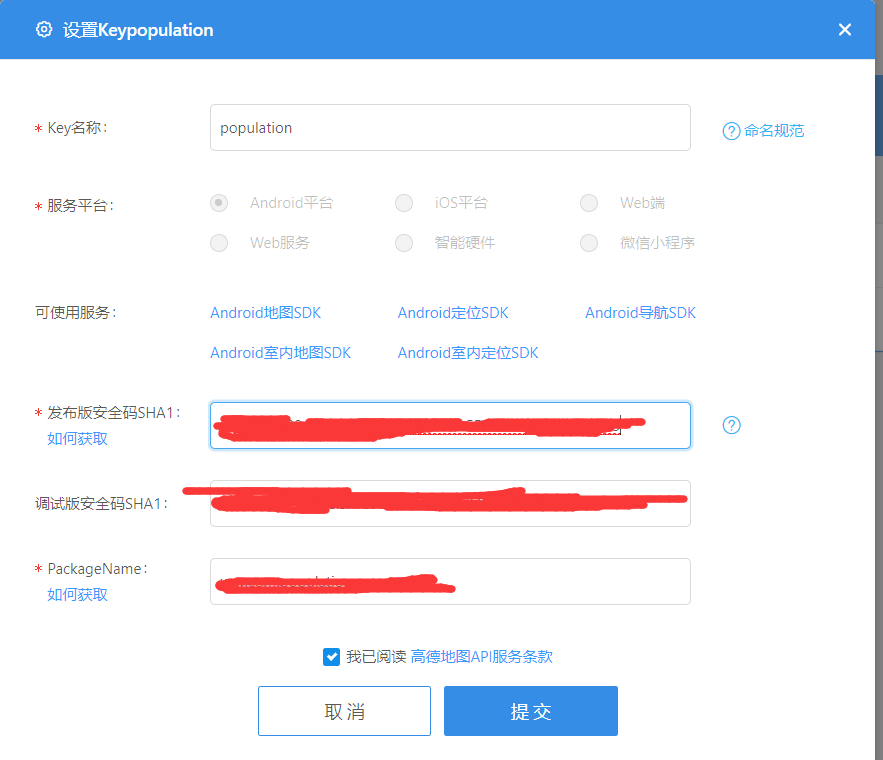 设置Keypopulation
* Key名称：
population
命名规范
* 服务平台：
Android平台
iOS平台
Web端
Web服务
智能硬件
微信小程序
可使用服务：
Android地图SDK
Android定位SDK
Android导航SDK
Android室内地图SDK
Android室内定位SDK
* 发布版安全码SHA1：
如何获取
调试版安全码SHA1：
* PackageName：
如何获取
我已阅读 高德地图API服务条款
取消
提交